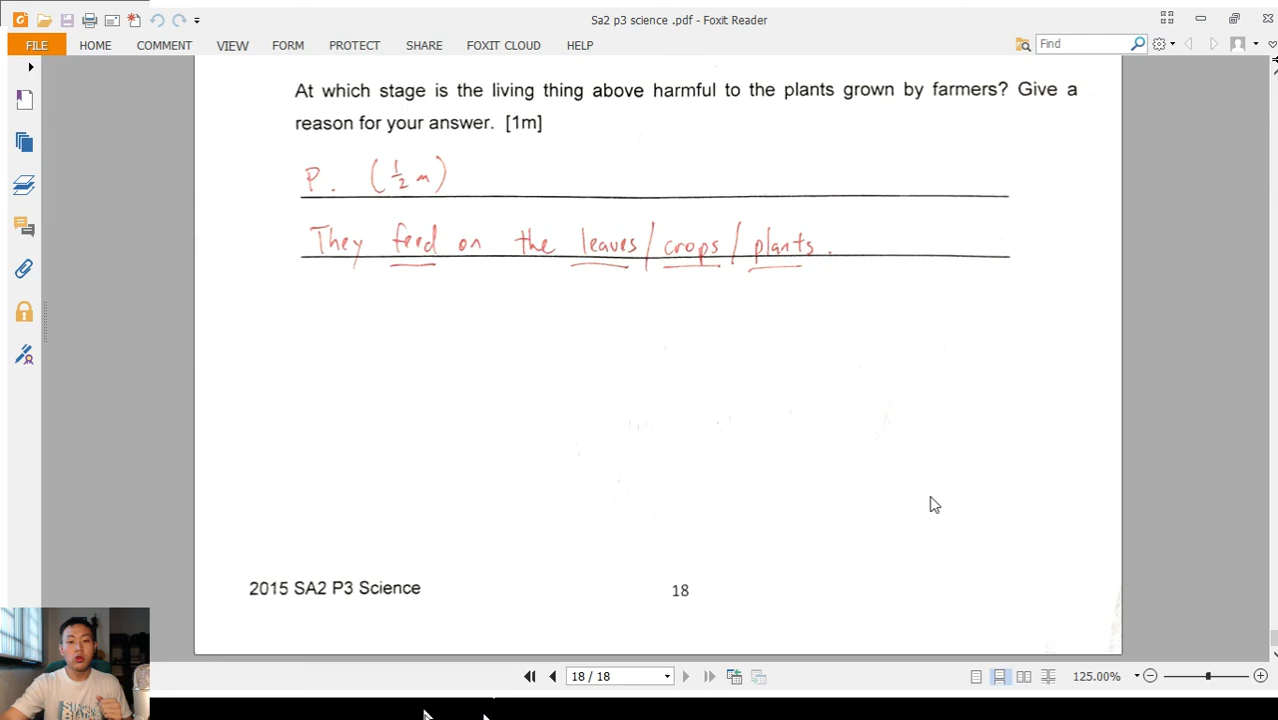 Sa2 p3 science .pdf - Foxit Reader
FILE HOME COMMENT VIEW FORM PROTECT SHARE FOXIT CLOUD HELP Find
At which stage is the living thing above harmful to the plants grown by farmers? Give a
reason for your answer. [1m]
P. (1/2 m)
They feed on the leaves/crops/plants.
2015 SA2 P3 Science 18
18 / 18 125.00%